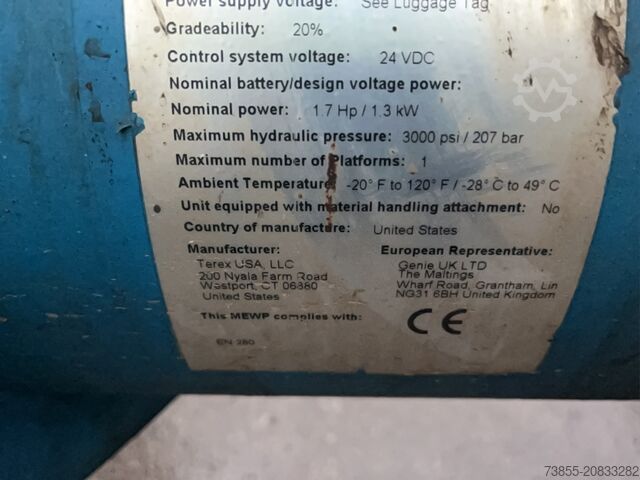 Power supply voltage: See Luggage Tag
Gradeability: 20%
Control system voltage: 24 VDC
Nominal battery/design voltage power:
Nominal power: 1.7 Hp / 1.3 kW
Maximum hydraulic pressure: 3000 psi / 207 bar
Maximum number of Platforms: 1
Ambient Temperature: -20° F to 120° F / -28° C to 49° C
Unit equipped with material handling attachment: No
Country of manufacture: United States
Manufacturer:
Terex USA, LLC
200 Nyala Farm Road
Westport, CT 06880
United States
European Representative:
Genie UK LTD
The Maltings
Wharf Road, Grantham, Lin
NG31 6BH United Kingdom
This MEWP complies with:
CE
EN 280
73855-20833282